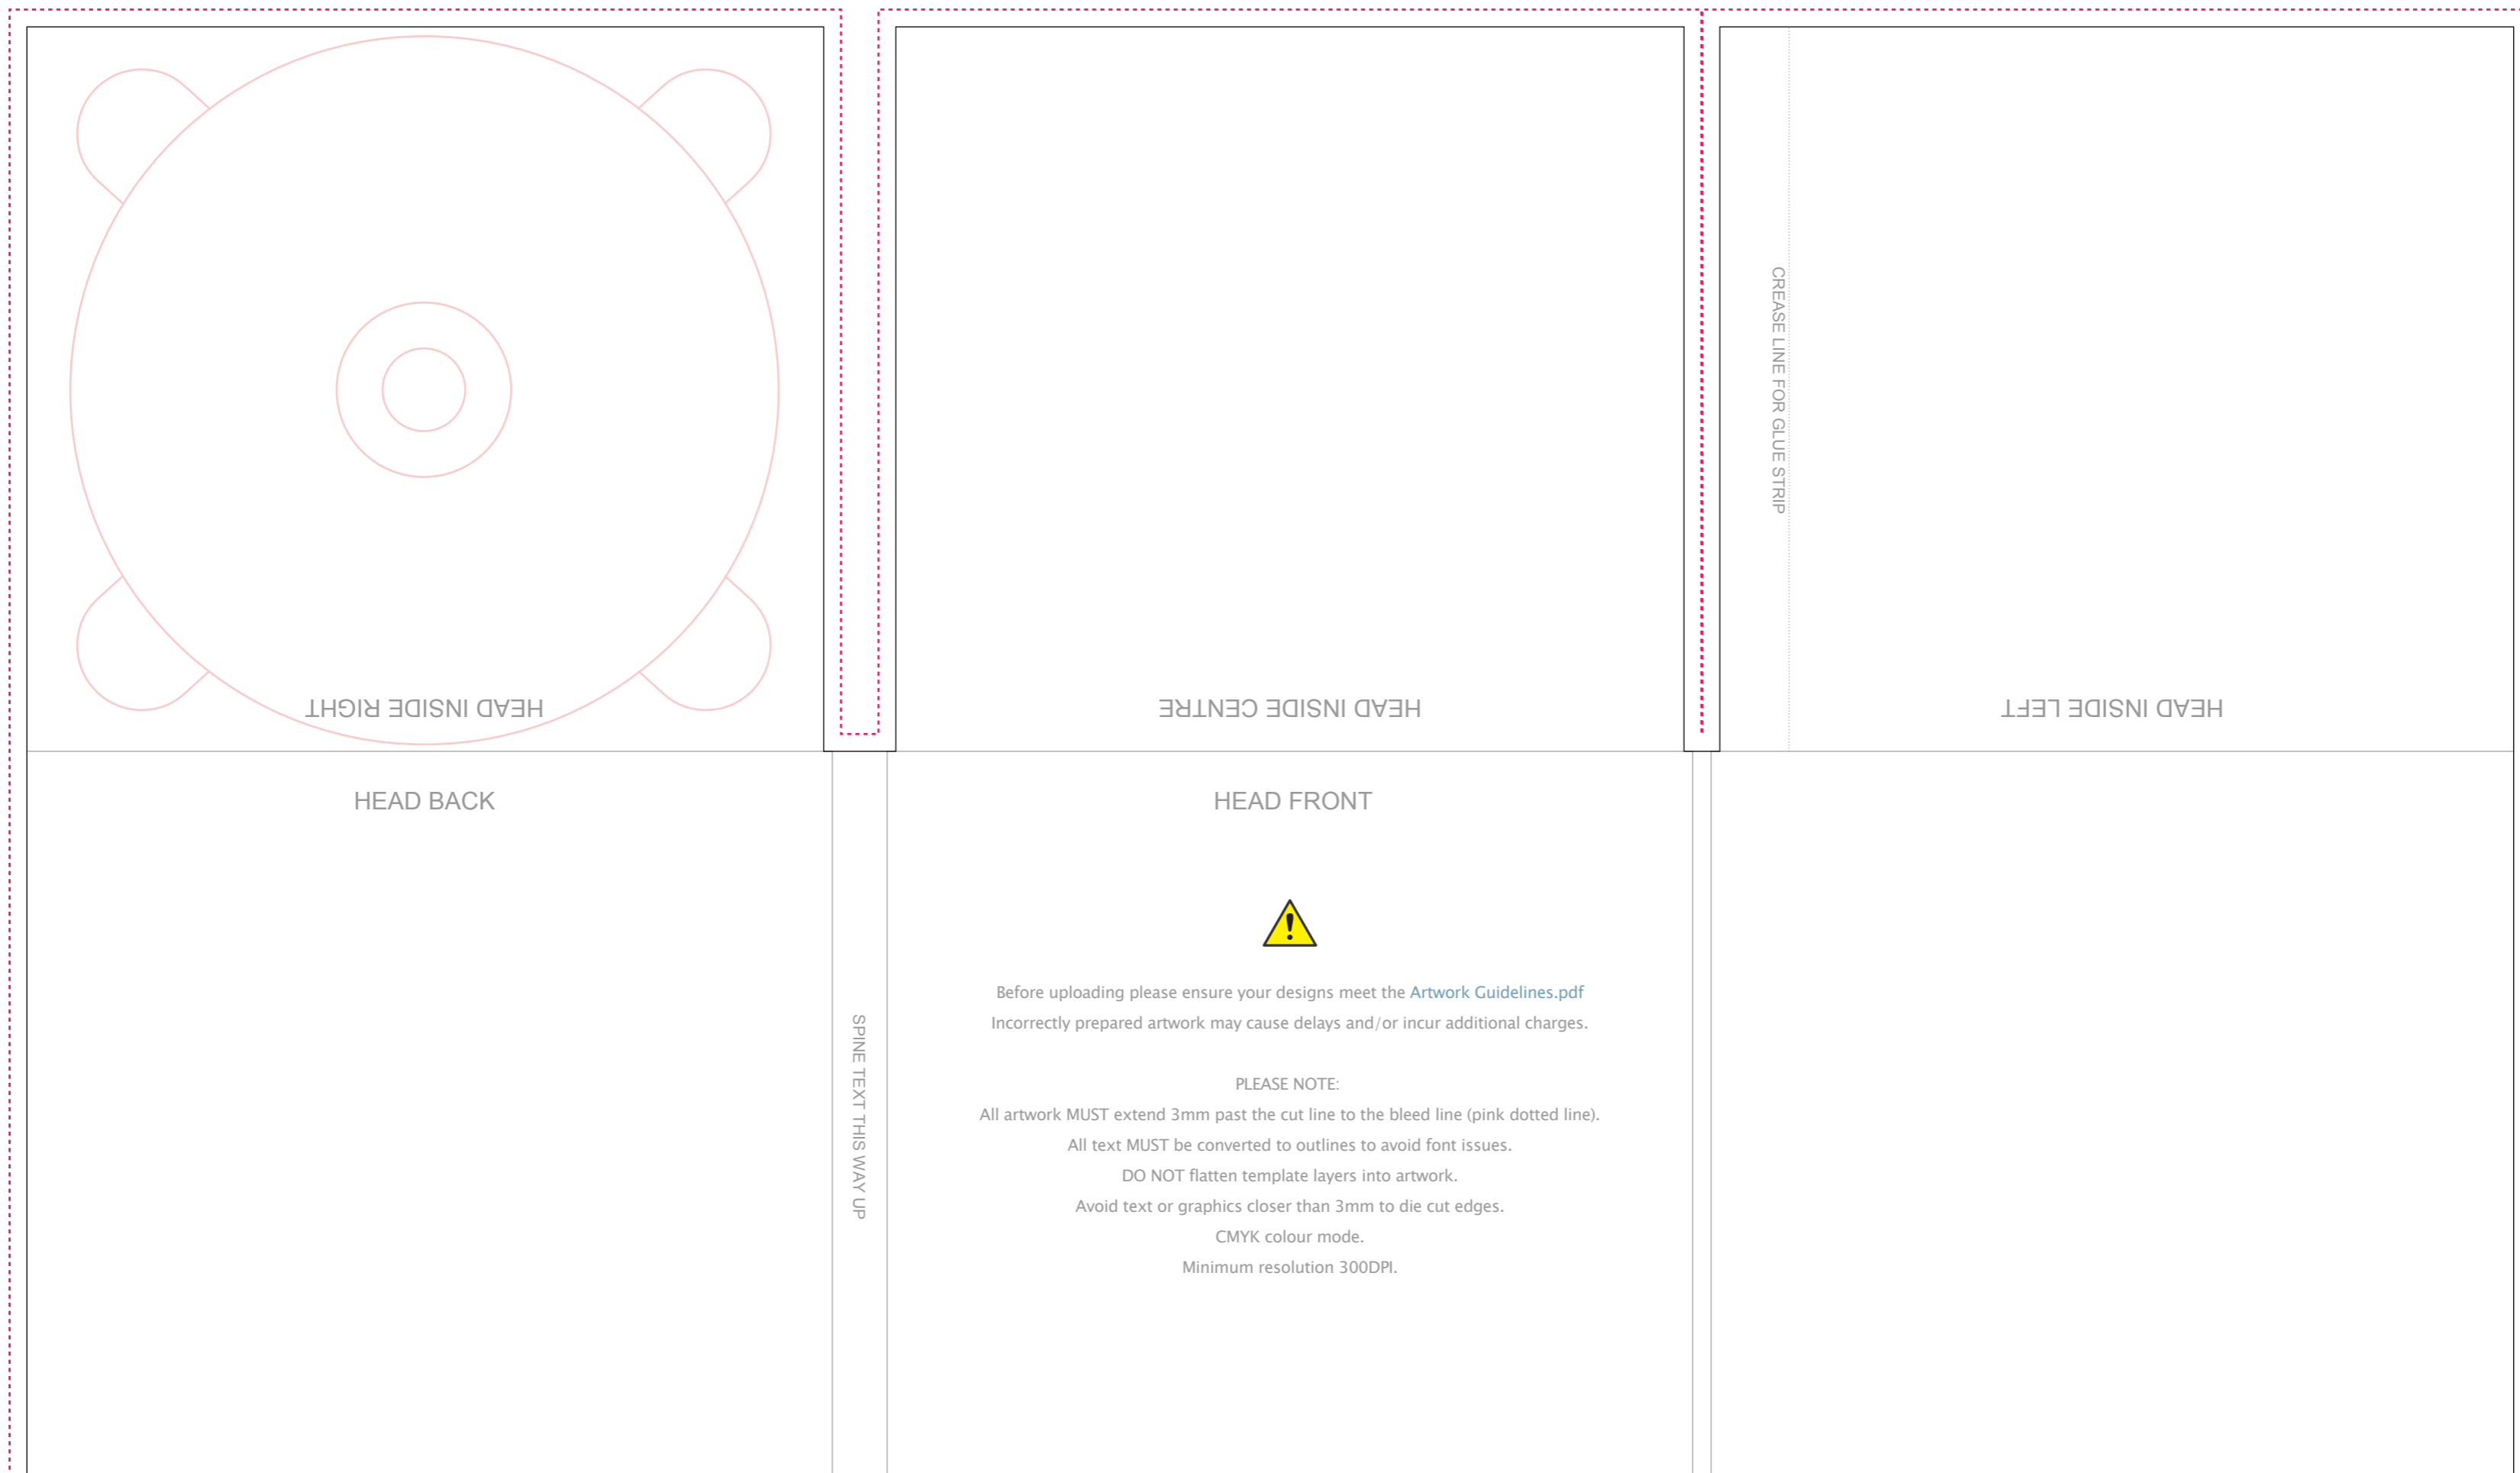 CREASE LINE FOR GLUE STRIP
HEAD INSIDE RIGHT
HEAD INSIDE CENTRE
HEAD INSIDE LEFT
HEAD BACK
HEAD FRONT
SPINE TEXT THIS WAY UP
Before uploading please ensure your designs meet the Artwork Guidelines.pdf
Incorrectly prepared artwork may cause delays and/or incur additional charges.
PLEASE NOTE:
All artwork MUST extend 3mm past the cut line to the bleed line (pink dotted line).
All text MUST be converted to outlines to avoid font issues.
DO NOT flatten template layers into artwork.
Avoid text or graphics closer than 3mm to die cut edges.
CMYK colour mode.
Minimum resolution 300DPI.